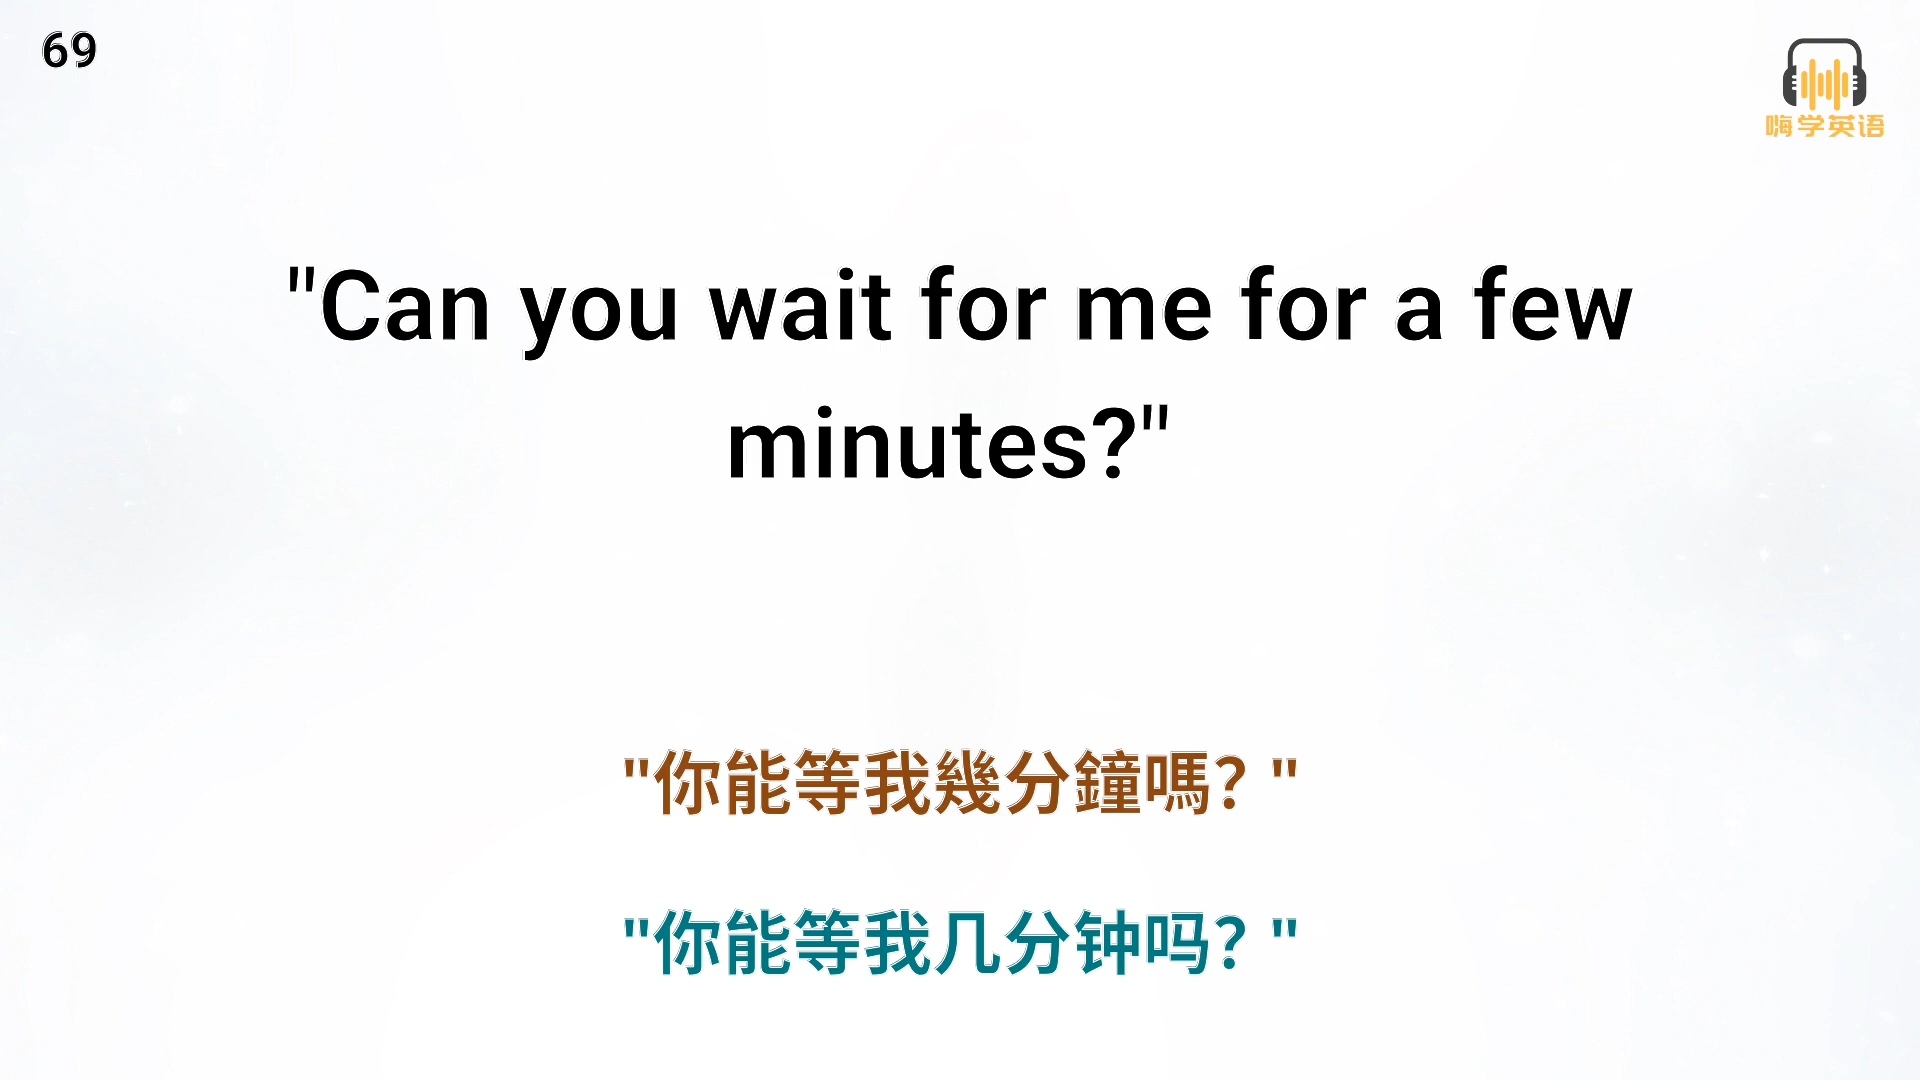 69
嗨学英语
"Can you wait for me for a few
minutes?"
"你能等我幾分鐘嗎？"
"你能等我几分钟吗？"